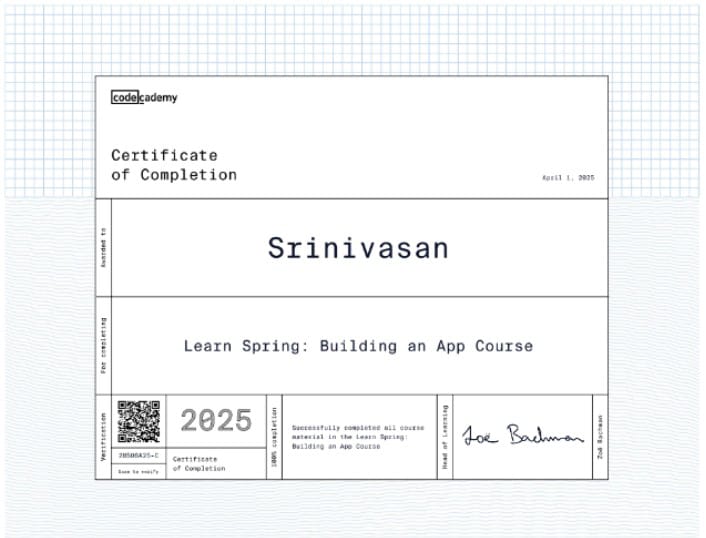 codecademy
Certificate
of Completion
April 1, 2025
Awarded to
Srinivasan
For completing
Learn Spring: Building an App Course
Verification
20500A25-C
Scan to verify
2025
Certificate
of Completion
100% completion
Successfully completed all course
material in the Learn Spring:
Building an App Course
Head of Learning
Zoë Bachman
Zoë Bachman